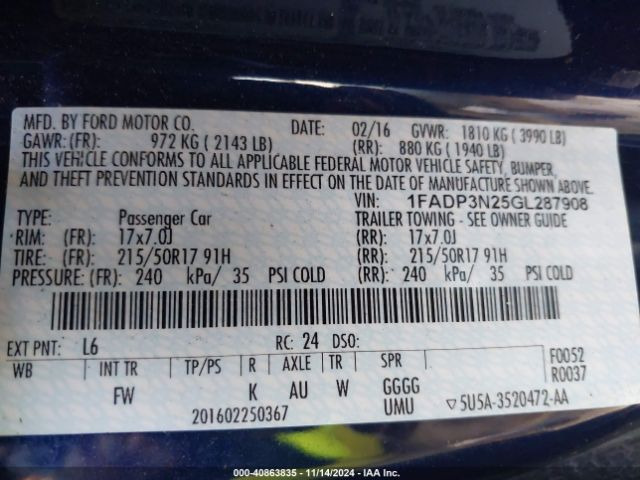 MFD. BY FORD MOTOR CO.
DATE: 02/16 GVWR: 1810 KG ( 3990 LB)
GAWR: (FR): 972 KG ( 2143 LB) (RR): 880 KG ( 1940 LB)
THIS VEHICLE CONFORMS TO ALL APPLICABLE FEDERAL MOTOR VEHICLE SAFETY, BUMPER,
AND THEFT PREVENTION STANDARDS IN EFFECT ON THE DATE OF MANUFACTURE SHOWN ABOVE.
VIN: 1FADP3N25GL287908
TYPE: Passenger Car TRAILER TOWING - SEE OWNER GUIDE
RIM: (FR): 17x7.0J (RR): 17x7.0J
TIRE: (FR): 215/50R17 91H (RR): 215/50R17 91H
PRESSURE: (FR): 240 kPa/ 35 PSI COLD (RR): 240 kPa/ 35 PSI COLD
EXT PNT: L6 RC: 24 DSO:
WB INT TR TP/PS R AXLE TR SPR F0052
FW K AU W GGGG R0037
201602250367 UMU 5U5A-3520472-AA
000-40863835 - 11/14/2024 - IAA Inc.